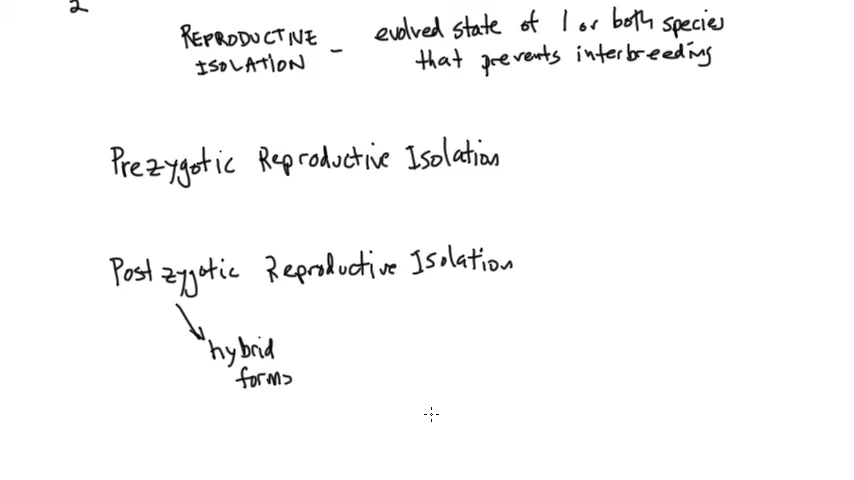 2
REPRODUCTIVE ISOLATION - evolved state of 1 or both species
that prevents interbreeding
Prezygotic Reproductive Isolation
Postzygotic Reproductive Isolation
hybrid
forms